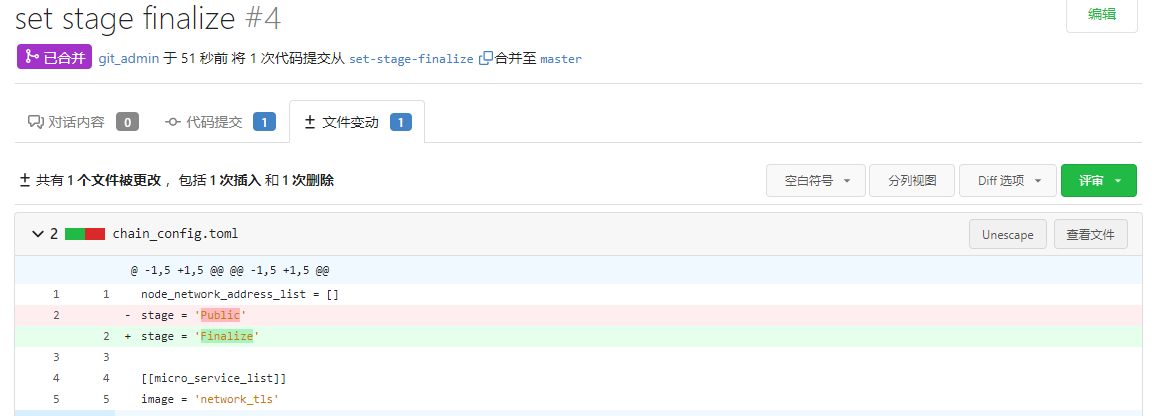 set stage finalize #4
编辑
已合并 git_admin 于 51 秒前 将 1 次代码提交从 set-stage-finalize 合并至 master
对话内容 0 代码提交 1 文件变动 1
共有 1 个文件被更改 ，包括 1 次插入 和 1 次删除
空白符号 分列视图 Diff 选项 评审
2 chain_config.toml Unescape 查看文件
@ -1,5 +1,5 @@ @@ -1,5 +1,5 @@
1 1 node_network_address_list = []
2 - stage = 'Public'
2 + stage = 'Finalize'
3 3
4 4 [[micro_service_list]]
5 5 image = 'network_tls'